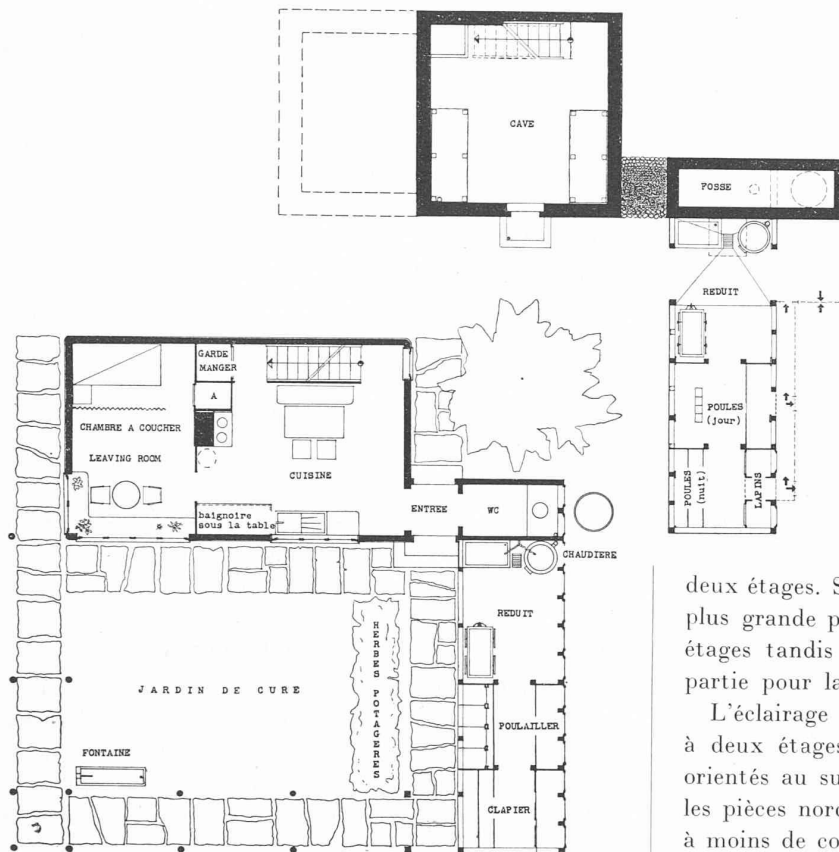 CAVE
FOSSE
REDUIT
POULES
(jour)
POULES
(nuit)
LAPINS
GARDE
MANGER
A
CHAMBRE A COUCHER
LEAVING ROOM
CUISINE
baignoire
sous la table
ENTREE
WC
CHAUDIERE
REDUIT
JARDIN DE CURE
HERBES POTAGERES
POULAILLER
FONTAINE
CLAPIER
deux étages. S
plus grande p
étages tandis
partie pour la
L'éclairage
à deux étages
orientés au su
les pièces nord
à moins de co